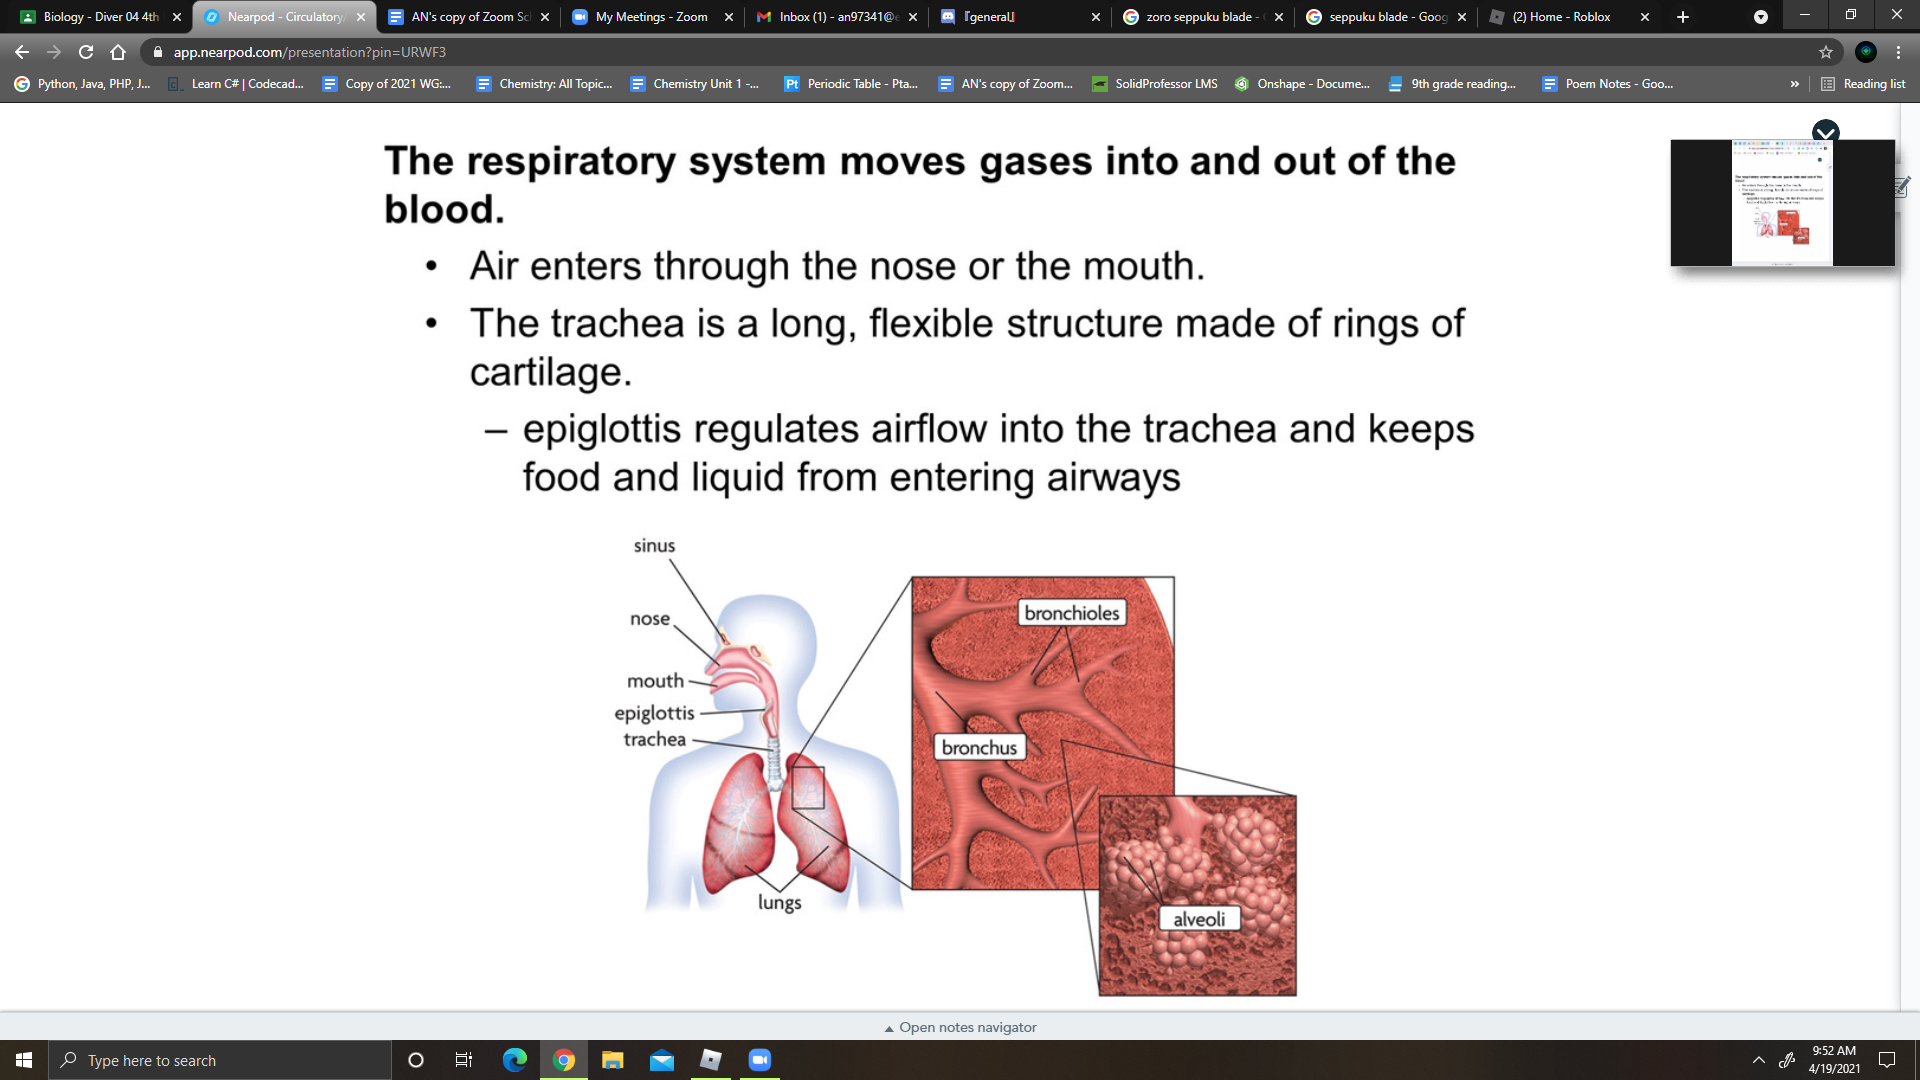 Biology - Diver 04 4th
Nearpod - Circulatory/
AN's copy of Zoom Sc
My Meetings - Zoom
Inbox (1) - an97341@
『general』
zoro seppuku blade -
seppuku blade - Goog
(2) Home - Roblox
app.nearpod.com/presentation?pin=URWF3
Python, Java, PHP, J...
Learn C# | Codecad...
Copy of 2021 WG:...
Chemistry: All Topic...
Chemistry Unit 1 -...
Pt
Periodic Table - Pta...
AN's copy of Zoom...
SolidProfessor LMS
Onshape - Docume...
9th grade reading...
Poem Notes - Goo...
»
Reading list
The respiratory system moves gases into and out of the
blood.
• Air enters through the nose or the mouth.
• The trachea is a long, flexible structure made of rings of
cartilage.
– epiglottis regulates airflow into the trachea and keeps
food and liquid from entering airways
sinus
nose
mouth
epiglottis
trachea
lungs
bronchioles
bronchus
alveoli
Open notes navigator
Type here to search
9:52 AM
4/19/2021